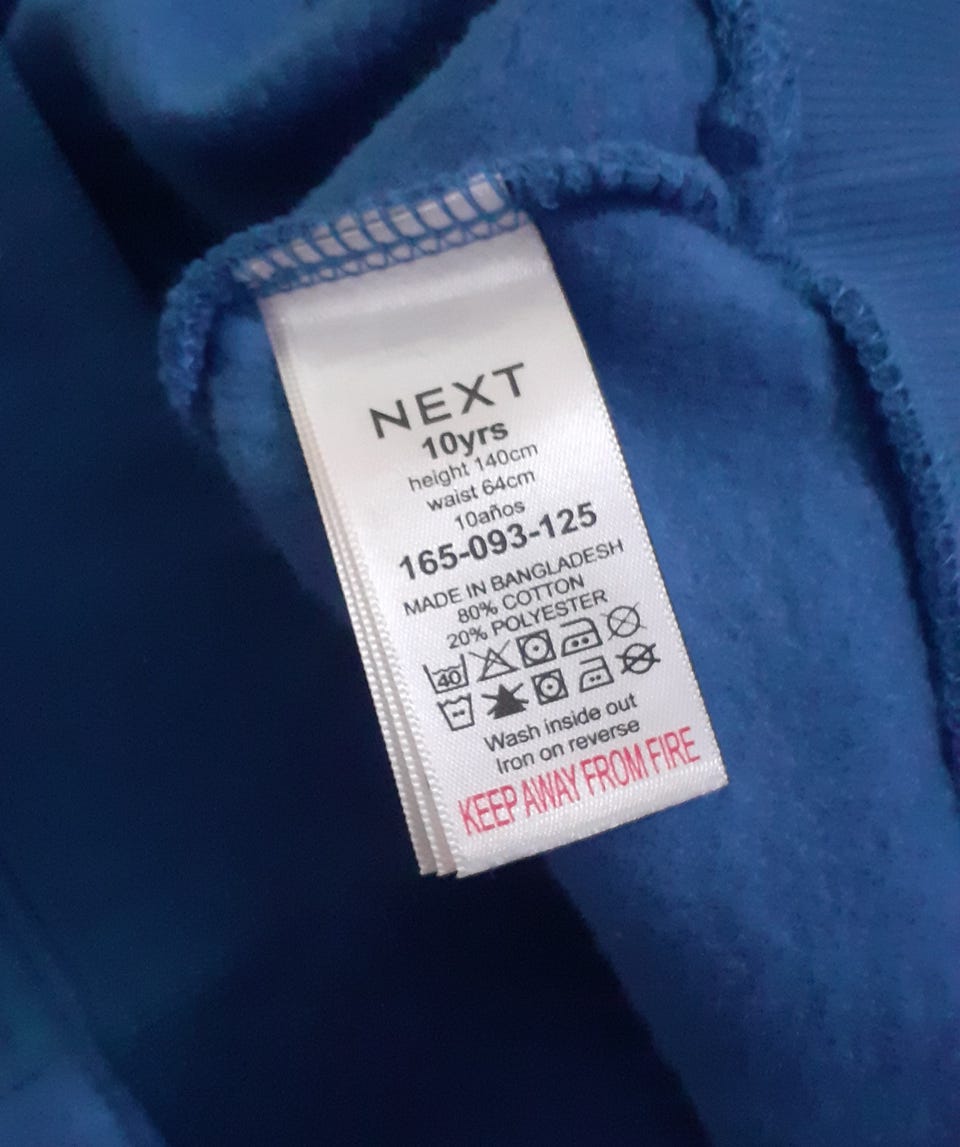 NEXT
10yrs
height 140cm
waist 64cm
10años
165-093-125
MADE IN BANGLADESH
80% COTTON
20% POLYESTER
40
Wash inside out
Iron on reverse
KEEP AWAY FROM FIRE